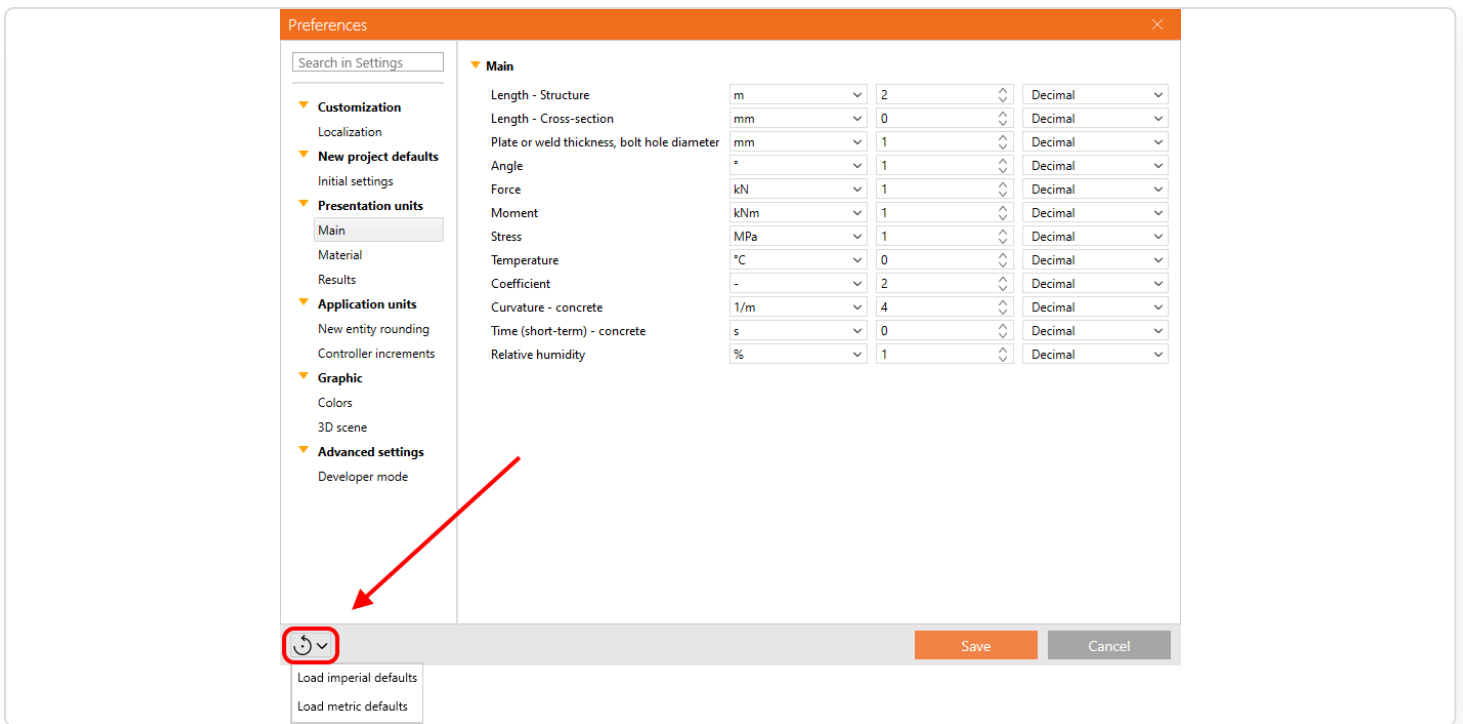 Preferences
Search in Settings
Customization
Localization
New project defaults
Initial settings
Presentation units
Main
Material
Results
Application units
New entity rounding
Controller increments
Graphic
Colors
3D scene
Advanced settings
Developer mode
Main
Length - Structure m 2 Decimal
Length - Cross-section mm 0 Decimal
Plate or weld thickness, bolt hole diameter mm 1 Decimal
Angle ° 1 Decimal
Force kN 1 Decimal
Moment kNm 1 Decimal
Stress MPa 1 Decimal
Temperature °C 0 Decimal
Coefficient - 2 Decimal
Curvature - concrete 1/m 4 Decimal
Time (short-term) - concrete s 0 Decimal
Relative humidity % 1 Decimal
Save Cancel
Load imperial defaults
Load metric defaults